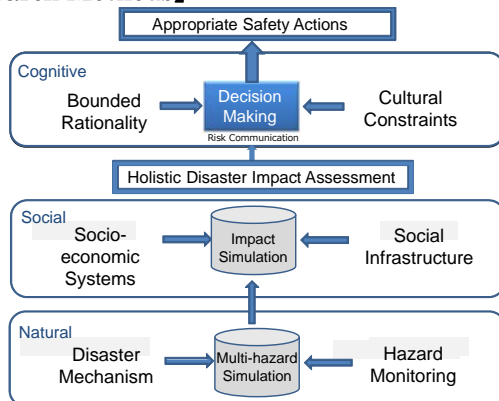 Appropriate Safety Actions
Cognitive
Bounded
Rationality
Decision
Making
Cultural
Constraints
Risk Communication
Holistic Disaster Impact Assessment
Social
Socio-
economic
Systems
Impact
Simulation
Social
Infrastructure
Natural
Disaster
Mechanism
Multi-hazard
Simulation
Hazard
Monitoring